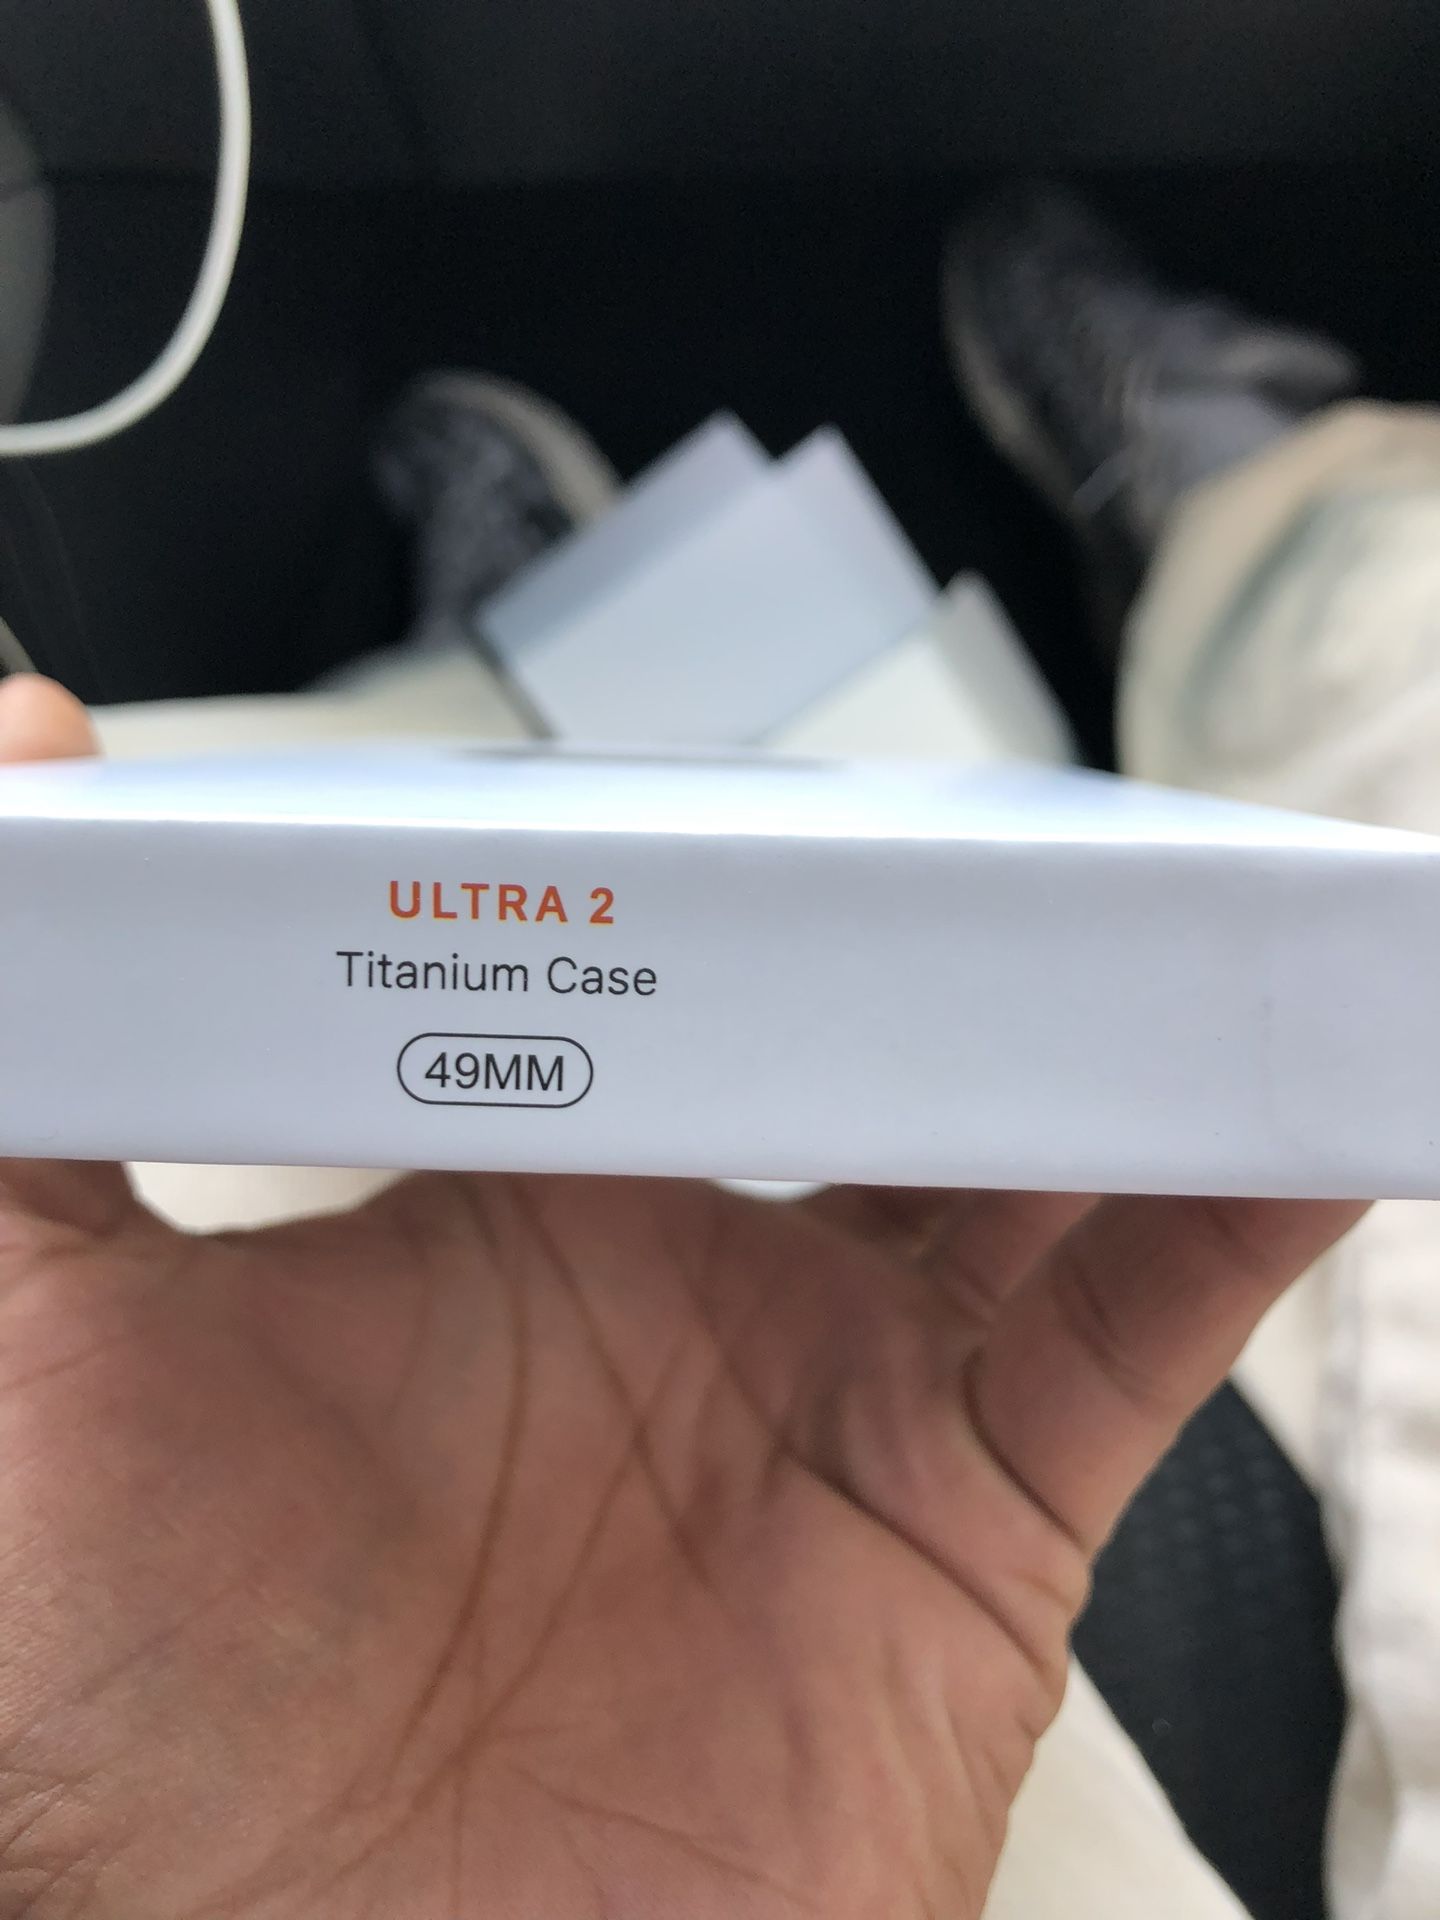 ULTRA 2
Titanium Case
49MM